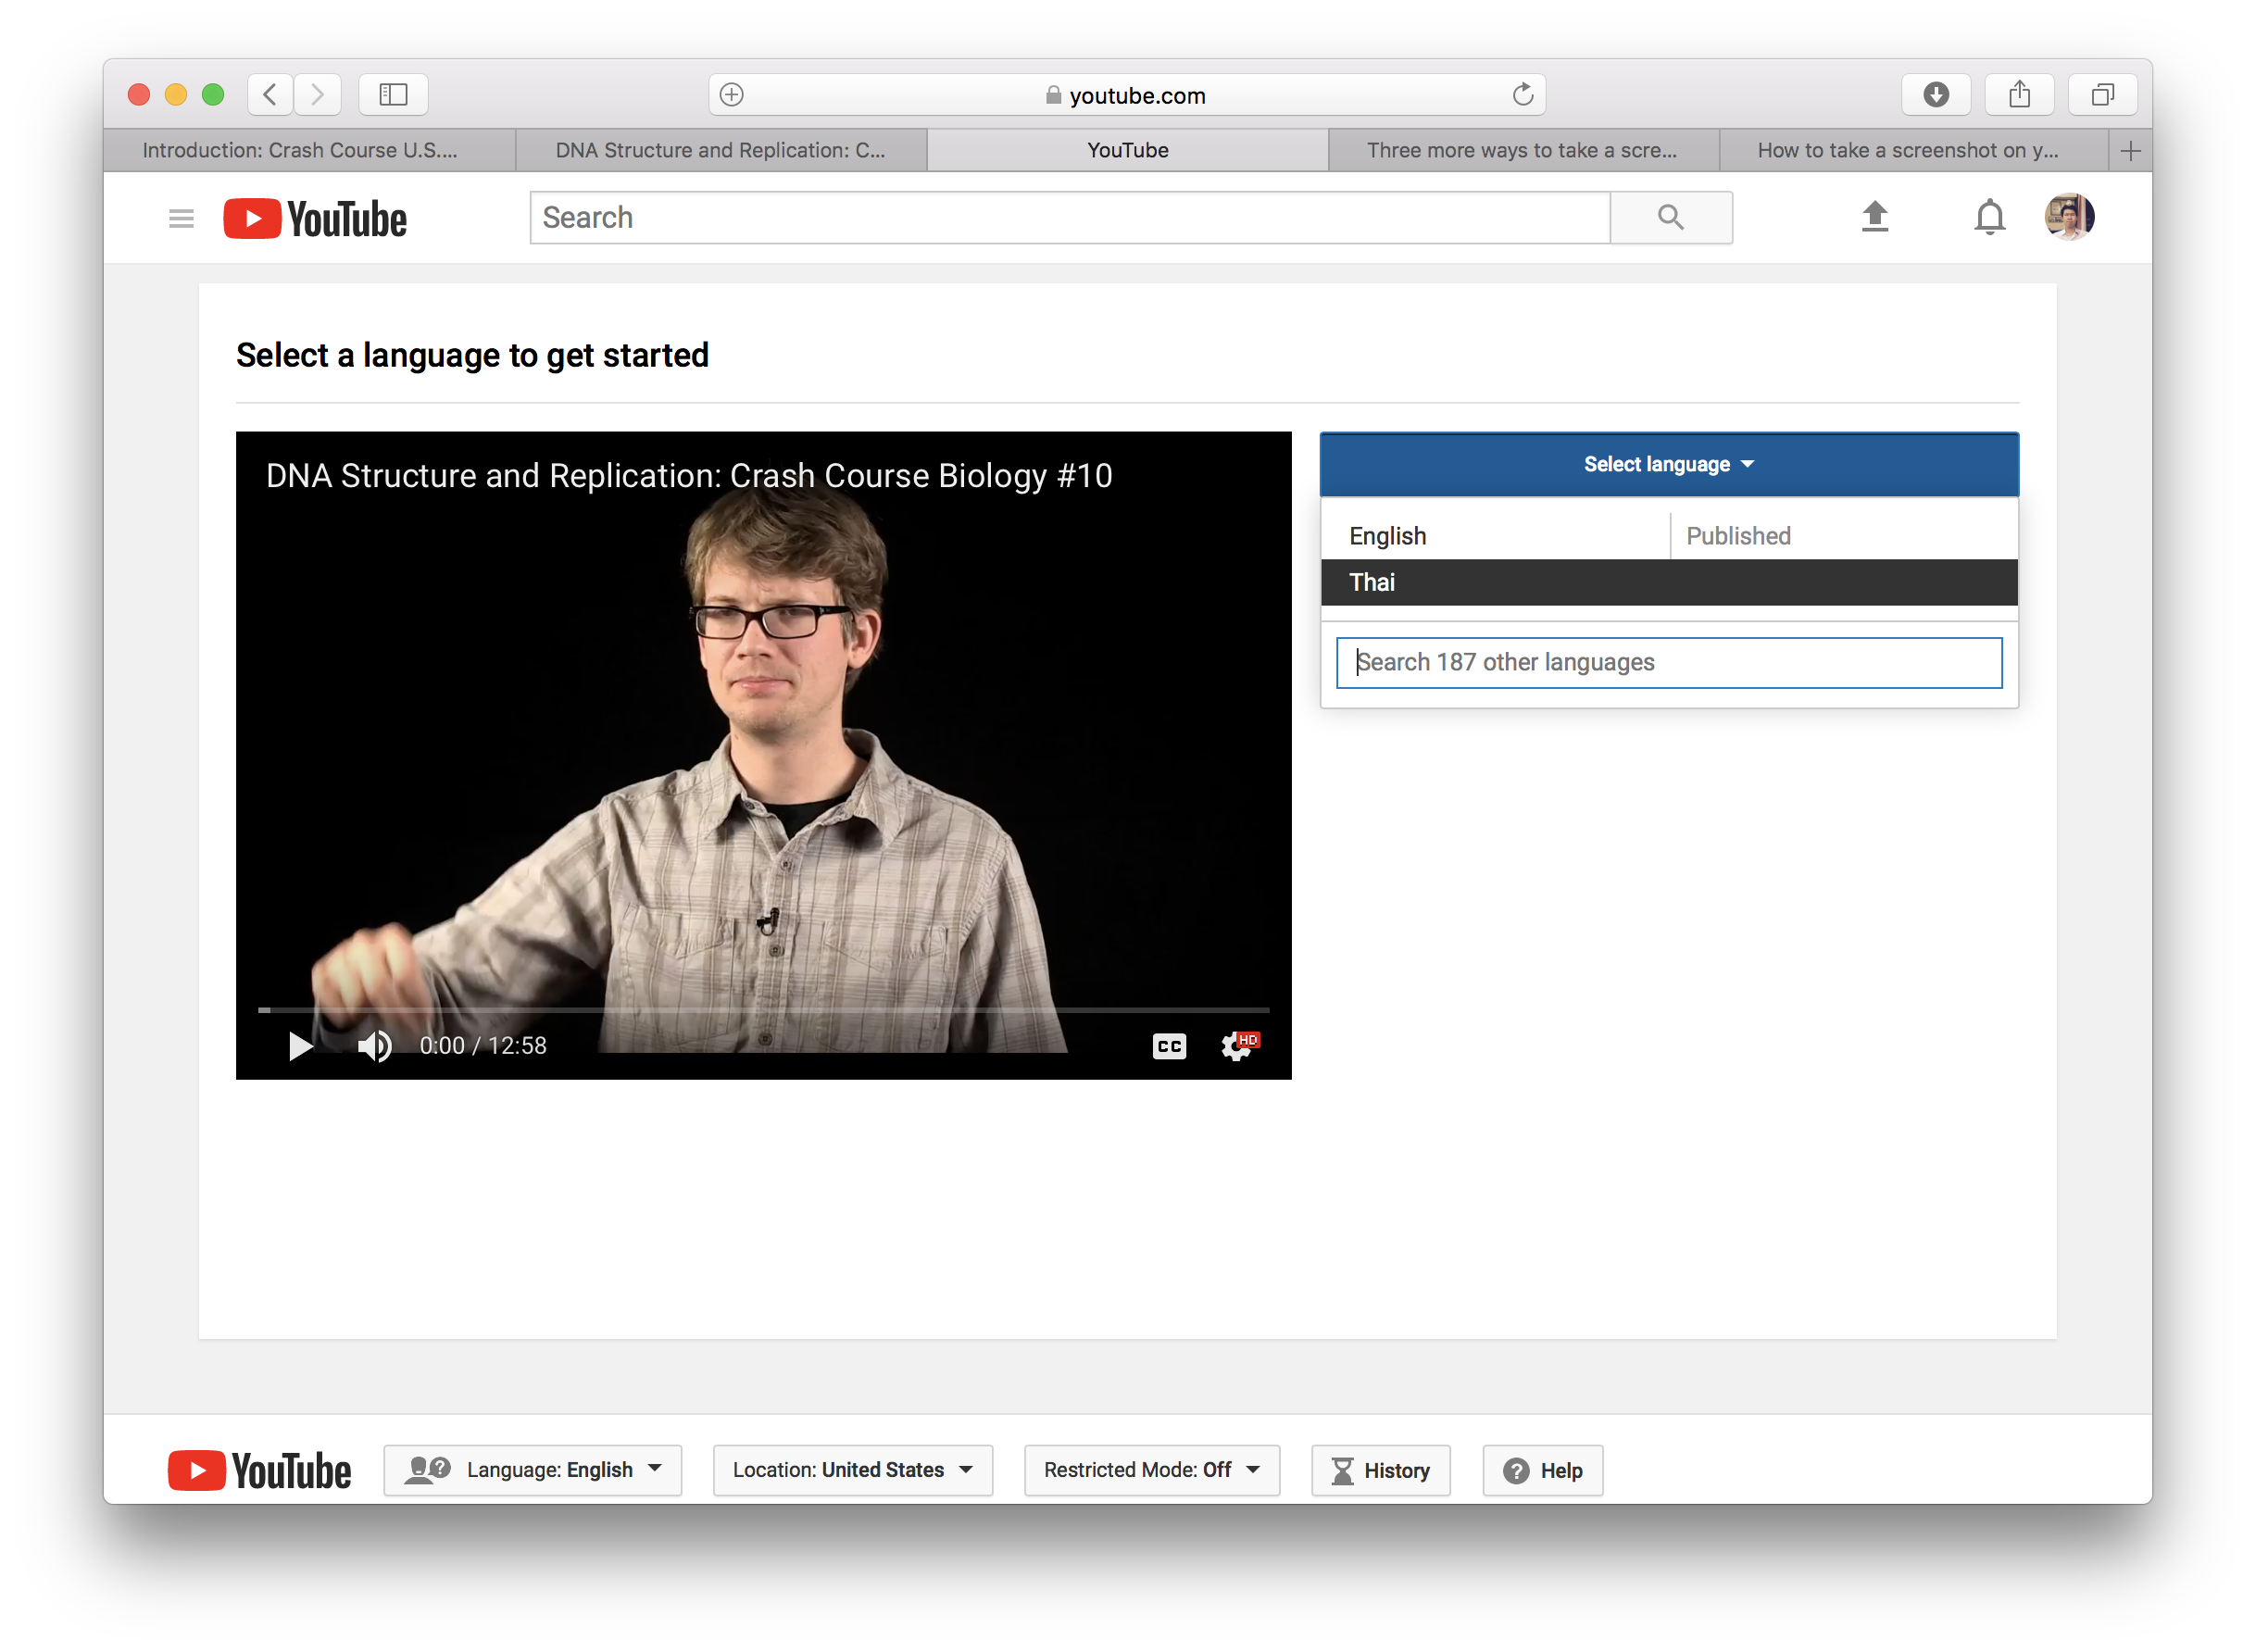 youtube.com
Introduction: Crash Course U.S....
DNA Structure and Replication: C...
YouTube
Three more ways to take a scre...
How to take a screenshot on y...
YouTube
Search
Select a language to get started
DNA Structure and Replication: Crash Course Biology #10
0:00 / 12:58
CC
HD
Select language
English
Published
Thai
Search 187 other languages
YouTube
Language: English
Location: United States
Restricted Mode: Off
History
Help